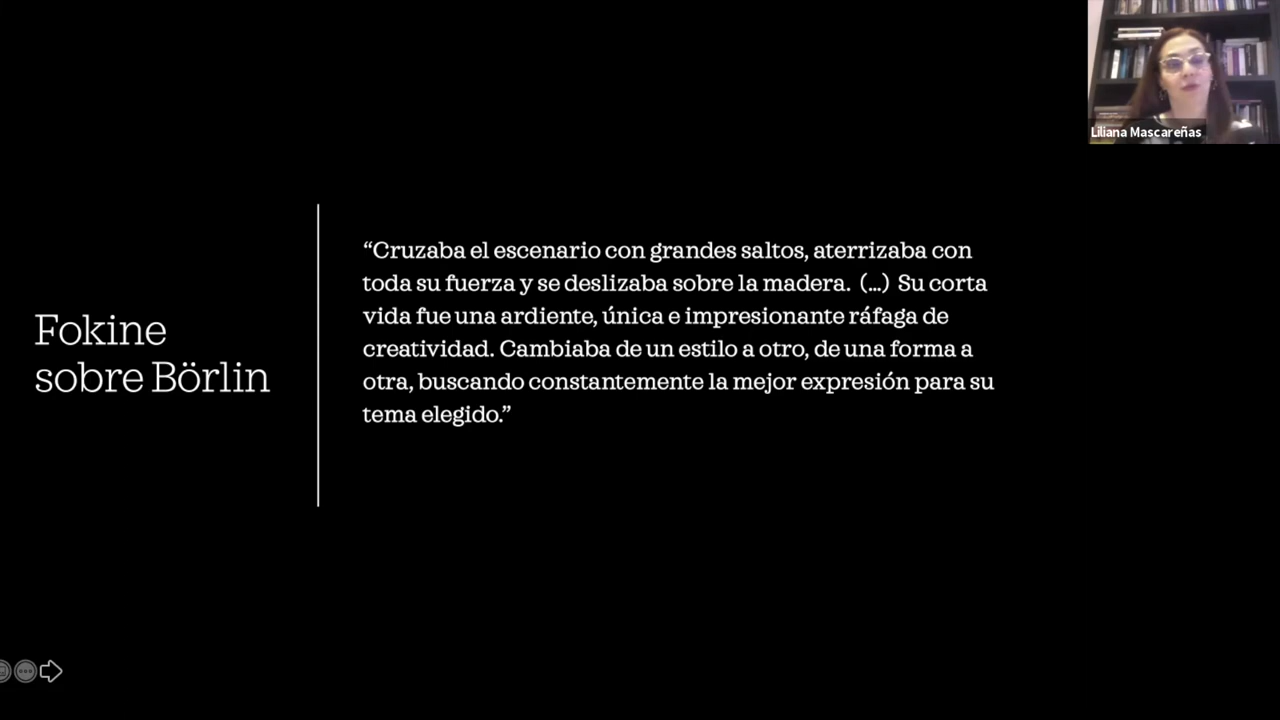 Liliana Mascareñas
Fokine
sobre Börlin
“Cruzaba el escenario con grandes saltos, aterrizaba con
toda su fuerza y se deslizaba sobre la madera. (...) Su corta
vida fue una ardiente, única e impresionante ráfaga de
creatividad. Cambiaba de un estilo a otro, de una forma a
otra, buscando constantemente la mejor expresión para su
tema elegido.”